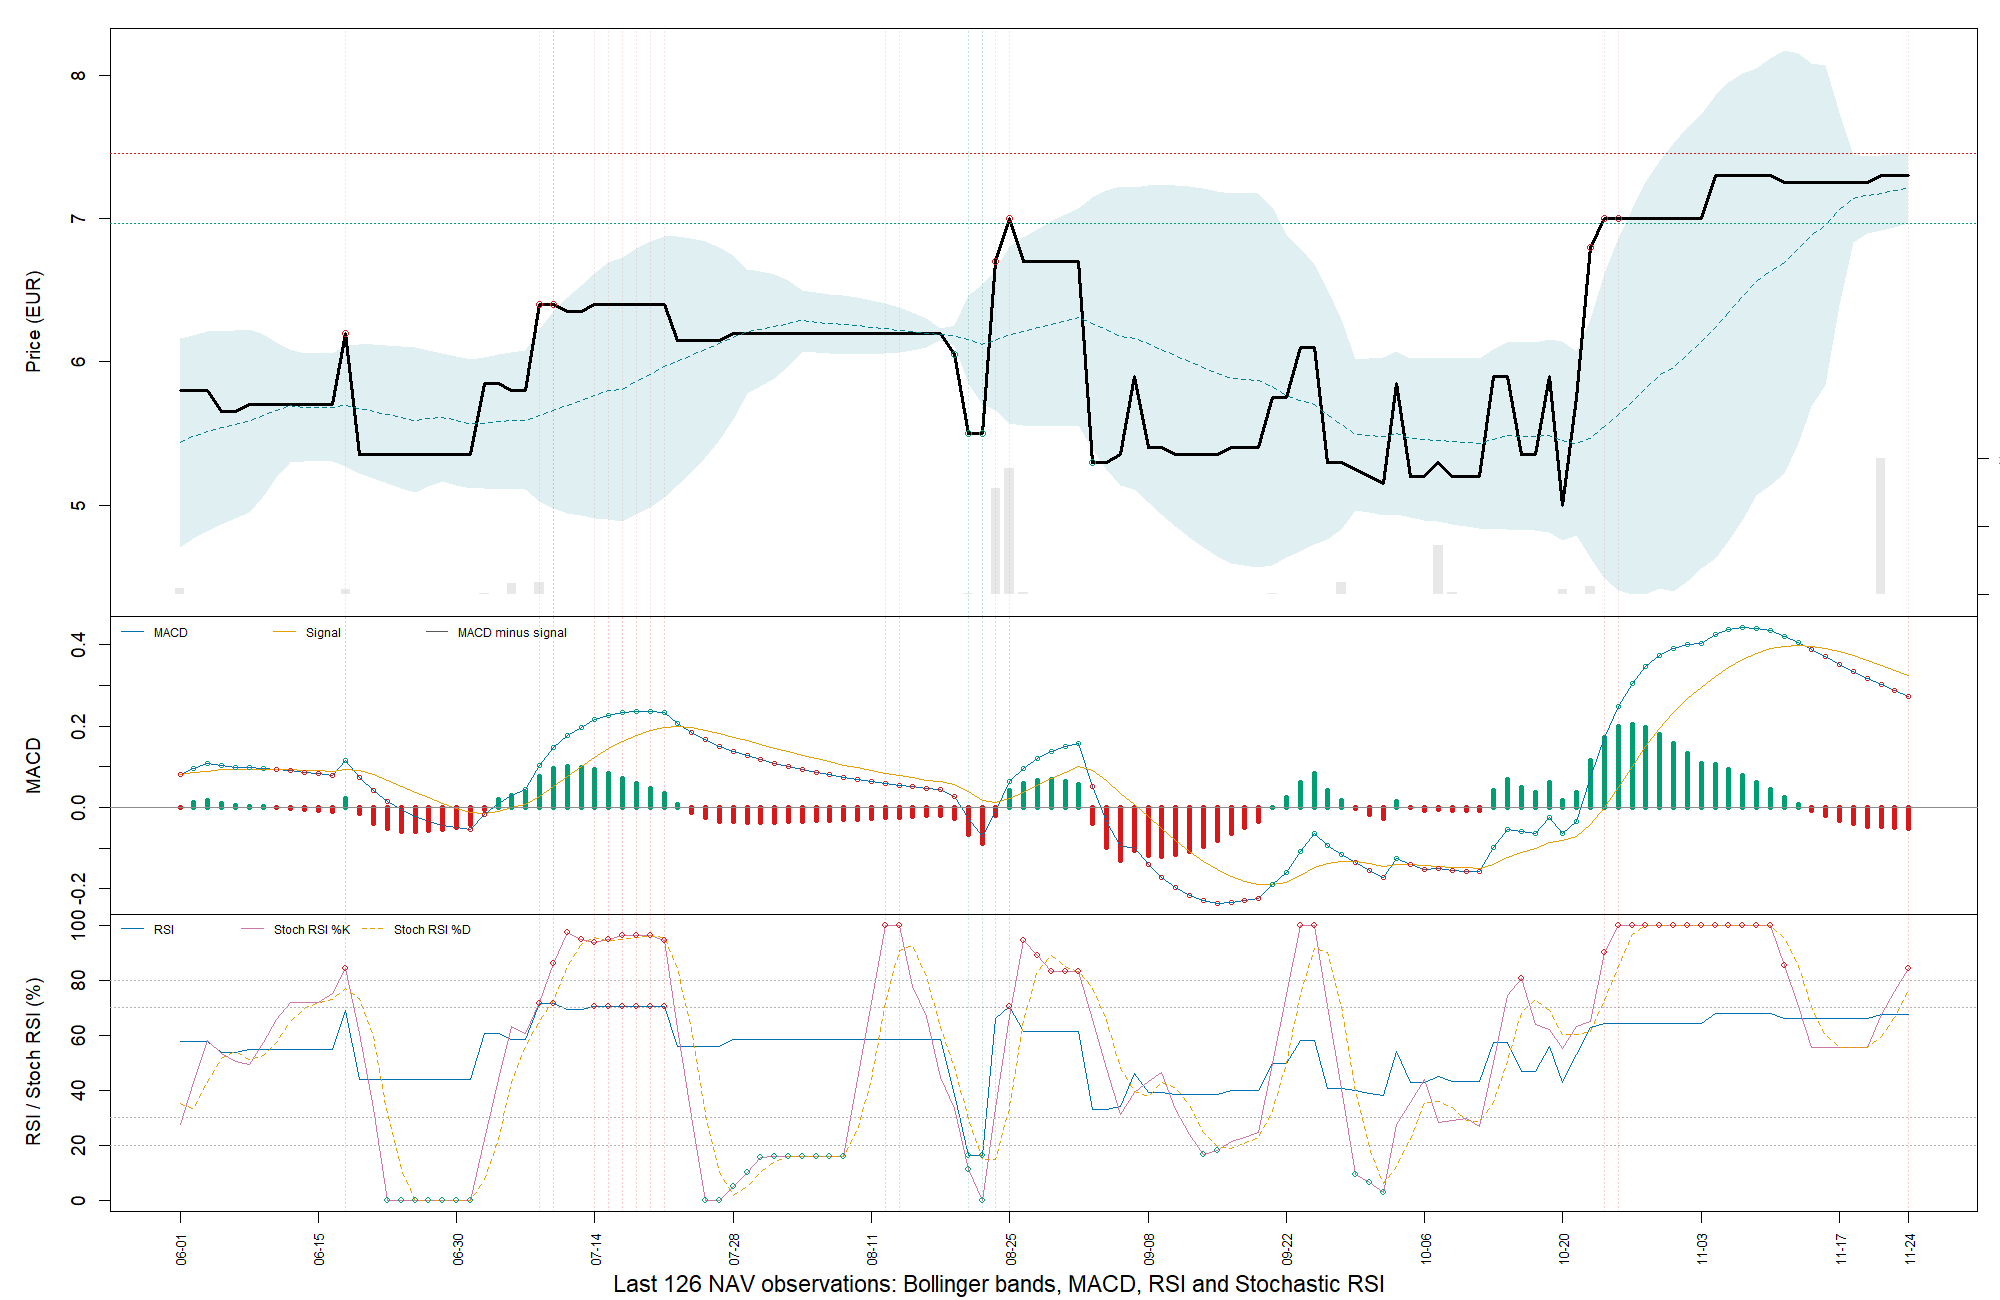 Price (EUR)
8
7
6
5
MACD
Signal
MACD minus signal
MACD
0.4
0.2
0.0
-0.2
RSI
Stoch RSI %K
Stoch RSI %D
RSI / Stoch RSI (%)
100
80
60
40
20
0
06-01
06-15
06-30
07-14
07-28
08-11
08-25
09-08
09-22
10-06
10-20
11-03
11-17
11-24
Last 126 NAV observations: Bollinger bands, MACD, RSI and Stochastic RSI